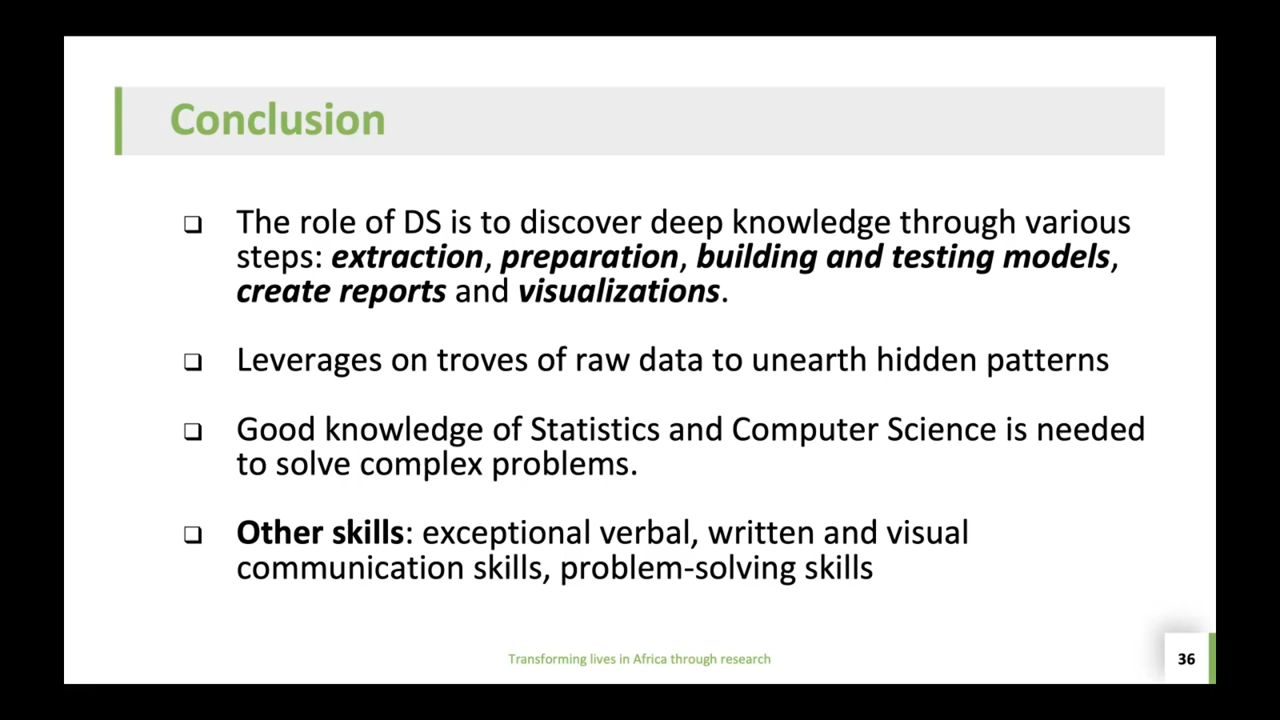 Conclusion
❑ The role of DS is to discover deep knowledge through various
steps: extraction, preparation, building and testing models,
create reports and visualizations.
❑ Leverages on troves of raw data to unearth hidden patterns
❑ Good knowledge of Statistics and Computer Science is needed
to solve complex problems.
❑ Other skills: exceptional verbal, written and visual
communication skills, problem-solving skills
Transforming lives in Africa through research
36